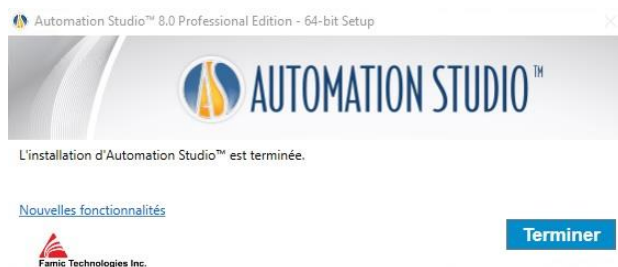 Automation Studio™ 8.0 Professional Edition - 64-bit Setup
AUTOMATION STUDIO™
L'installation d'Automation Studio™ est terminée.
Nouvelles fonctionnalités
Terminer
Famic Technologies Inc.